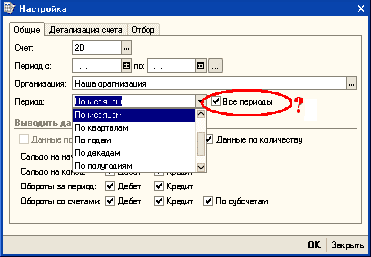 Настройка
Общие Детализация счета Отбор
Счет: 20 ...
Период с: . . по: . . ...
Организация: Наша орагнизация ...
Период: По месяцам Все периоды ?
По месяцам
Выводить да
По кварталам
Данные по По годам Данные по количеству
По декадам
Сальдо на на По полугодиям
Сальдо на конец Дебет Кредит
Обороты за период: Дебет Кредит
Обороты со счетами: Дебет Кредит По субсчетам
OK Закрыть